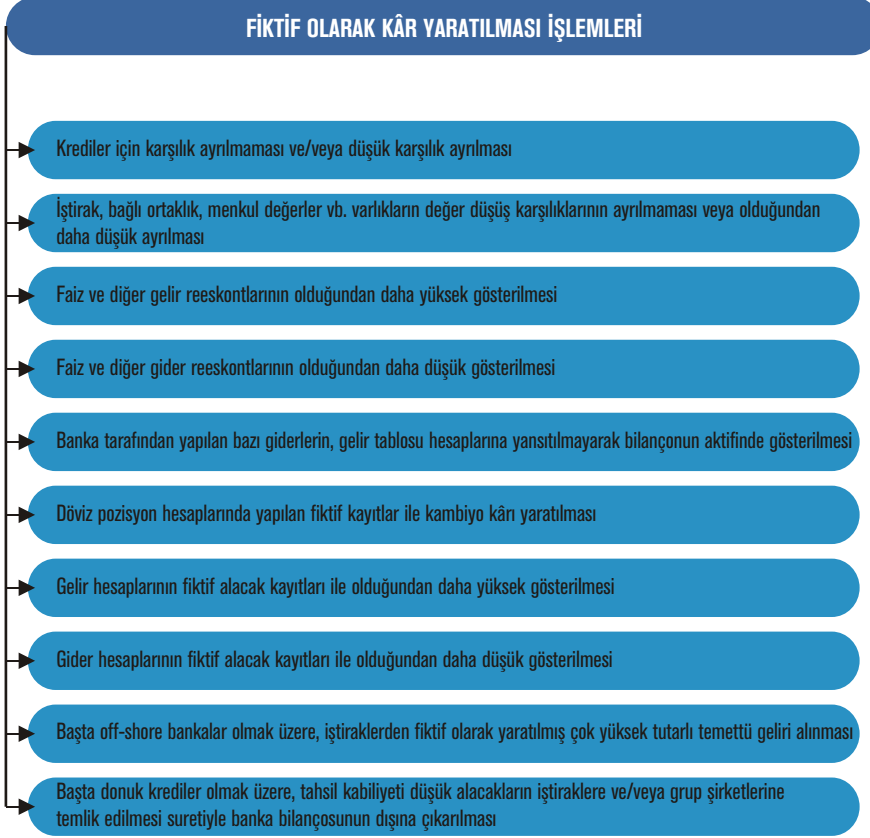 FİKTİF OLARAK KÂR YARATILMASI İŞLEMLERİ
Krediler için karşılık ayrılmaması ve/veya düşük karşılık ayrılması
İştirak, bağlı ortaklık, menkul değerler vb. varlıkların değer düşüş karşılıklarının ayrılmaması veya olduğundan
daha düşük ayrılması
Faiz ve diğer gelir reeskontlarının olduğundan daha yüksek gösterilmesi
Faiz ve diğer gider reeskontlarının olduğundan daha düşük gösterilmesi
Banka tarafından yapılan bazı giderlerin, gelir tablosu hesaplarına yansıtılmayarak bilançonun aktifinde gösterilmesi
Döviz pozisyon hesaplarında yapılan fiktif kayıtlar ile kambiyo kârı yaratılması
Gelir hesaplarının fiktif alacak kayıtları ile olduğundan daha yüksek gösterilmesi
Gider hesaplarının fiktif alacak kayıtları ile olduğundan daha düşük gösterilmesi
Başta off-shore bankalar olmak üzere, iştiraklerden fiktif olarak yaratılmış çok yüksek tutarlı temettü geliri alınması
Başta donuk krediler olmak üzere, tahsil kabiliyeti düşük alacakların iştiraklere ve/veya grup şirketlerine
temlik edilmesi suretiyle banka bilançosunun dışına çıkarılması